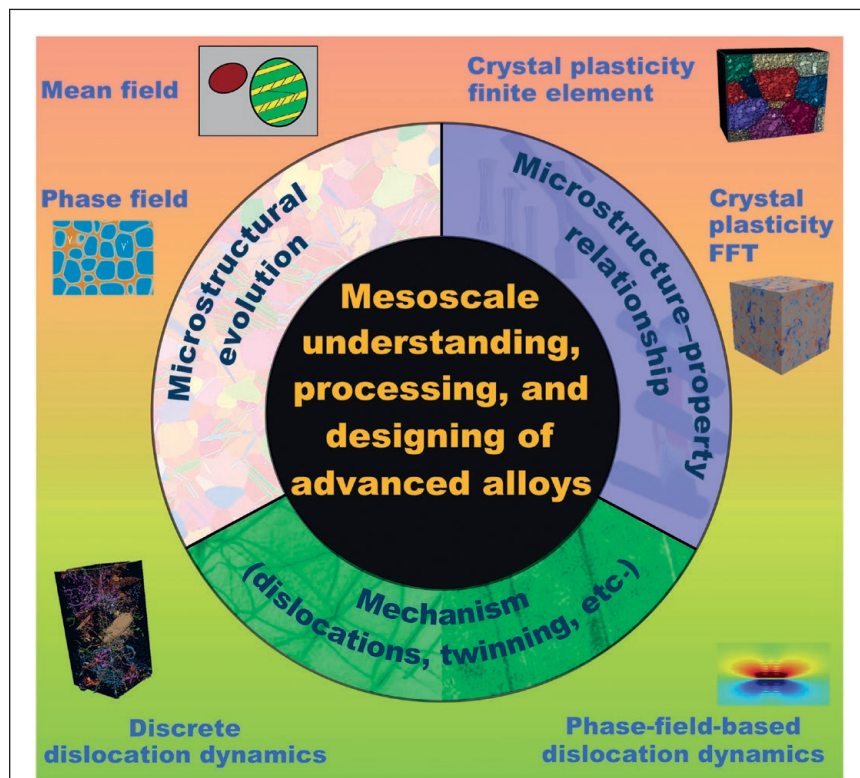 Mean field
Crystal plasticity
finite element
Phase field
γ
γ'
Crystal
plasticity
FFT
Microstructural
evolution
Microstructure–property
relationship
Mesoscale
understanding,
processing, and
designing of
advanced alloys
Mechanism
(dislocations, twinning, etc.)
Discrete
dislocation dynamics
Phase-field-based
dislocation dynamics